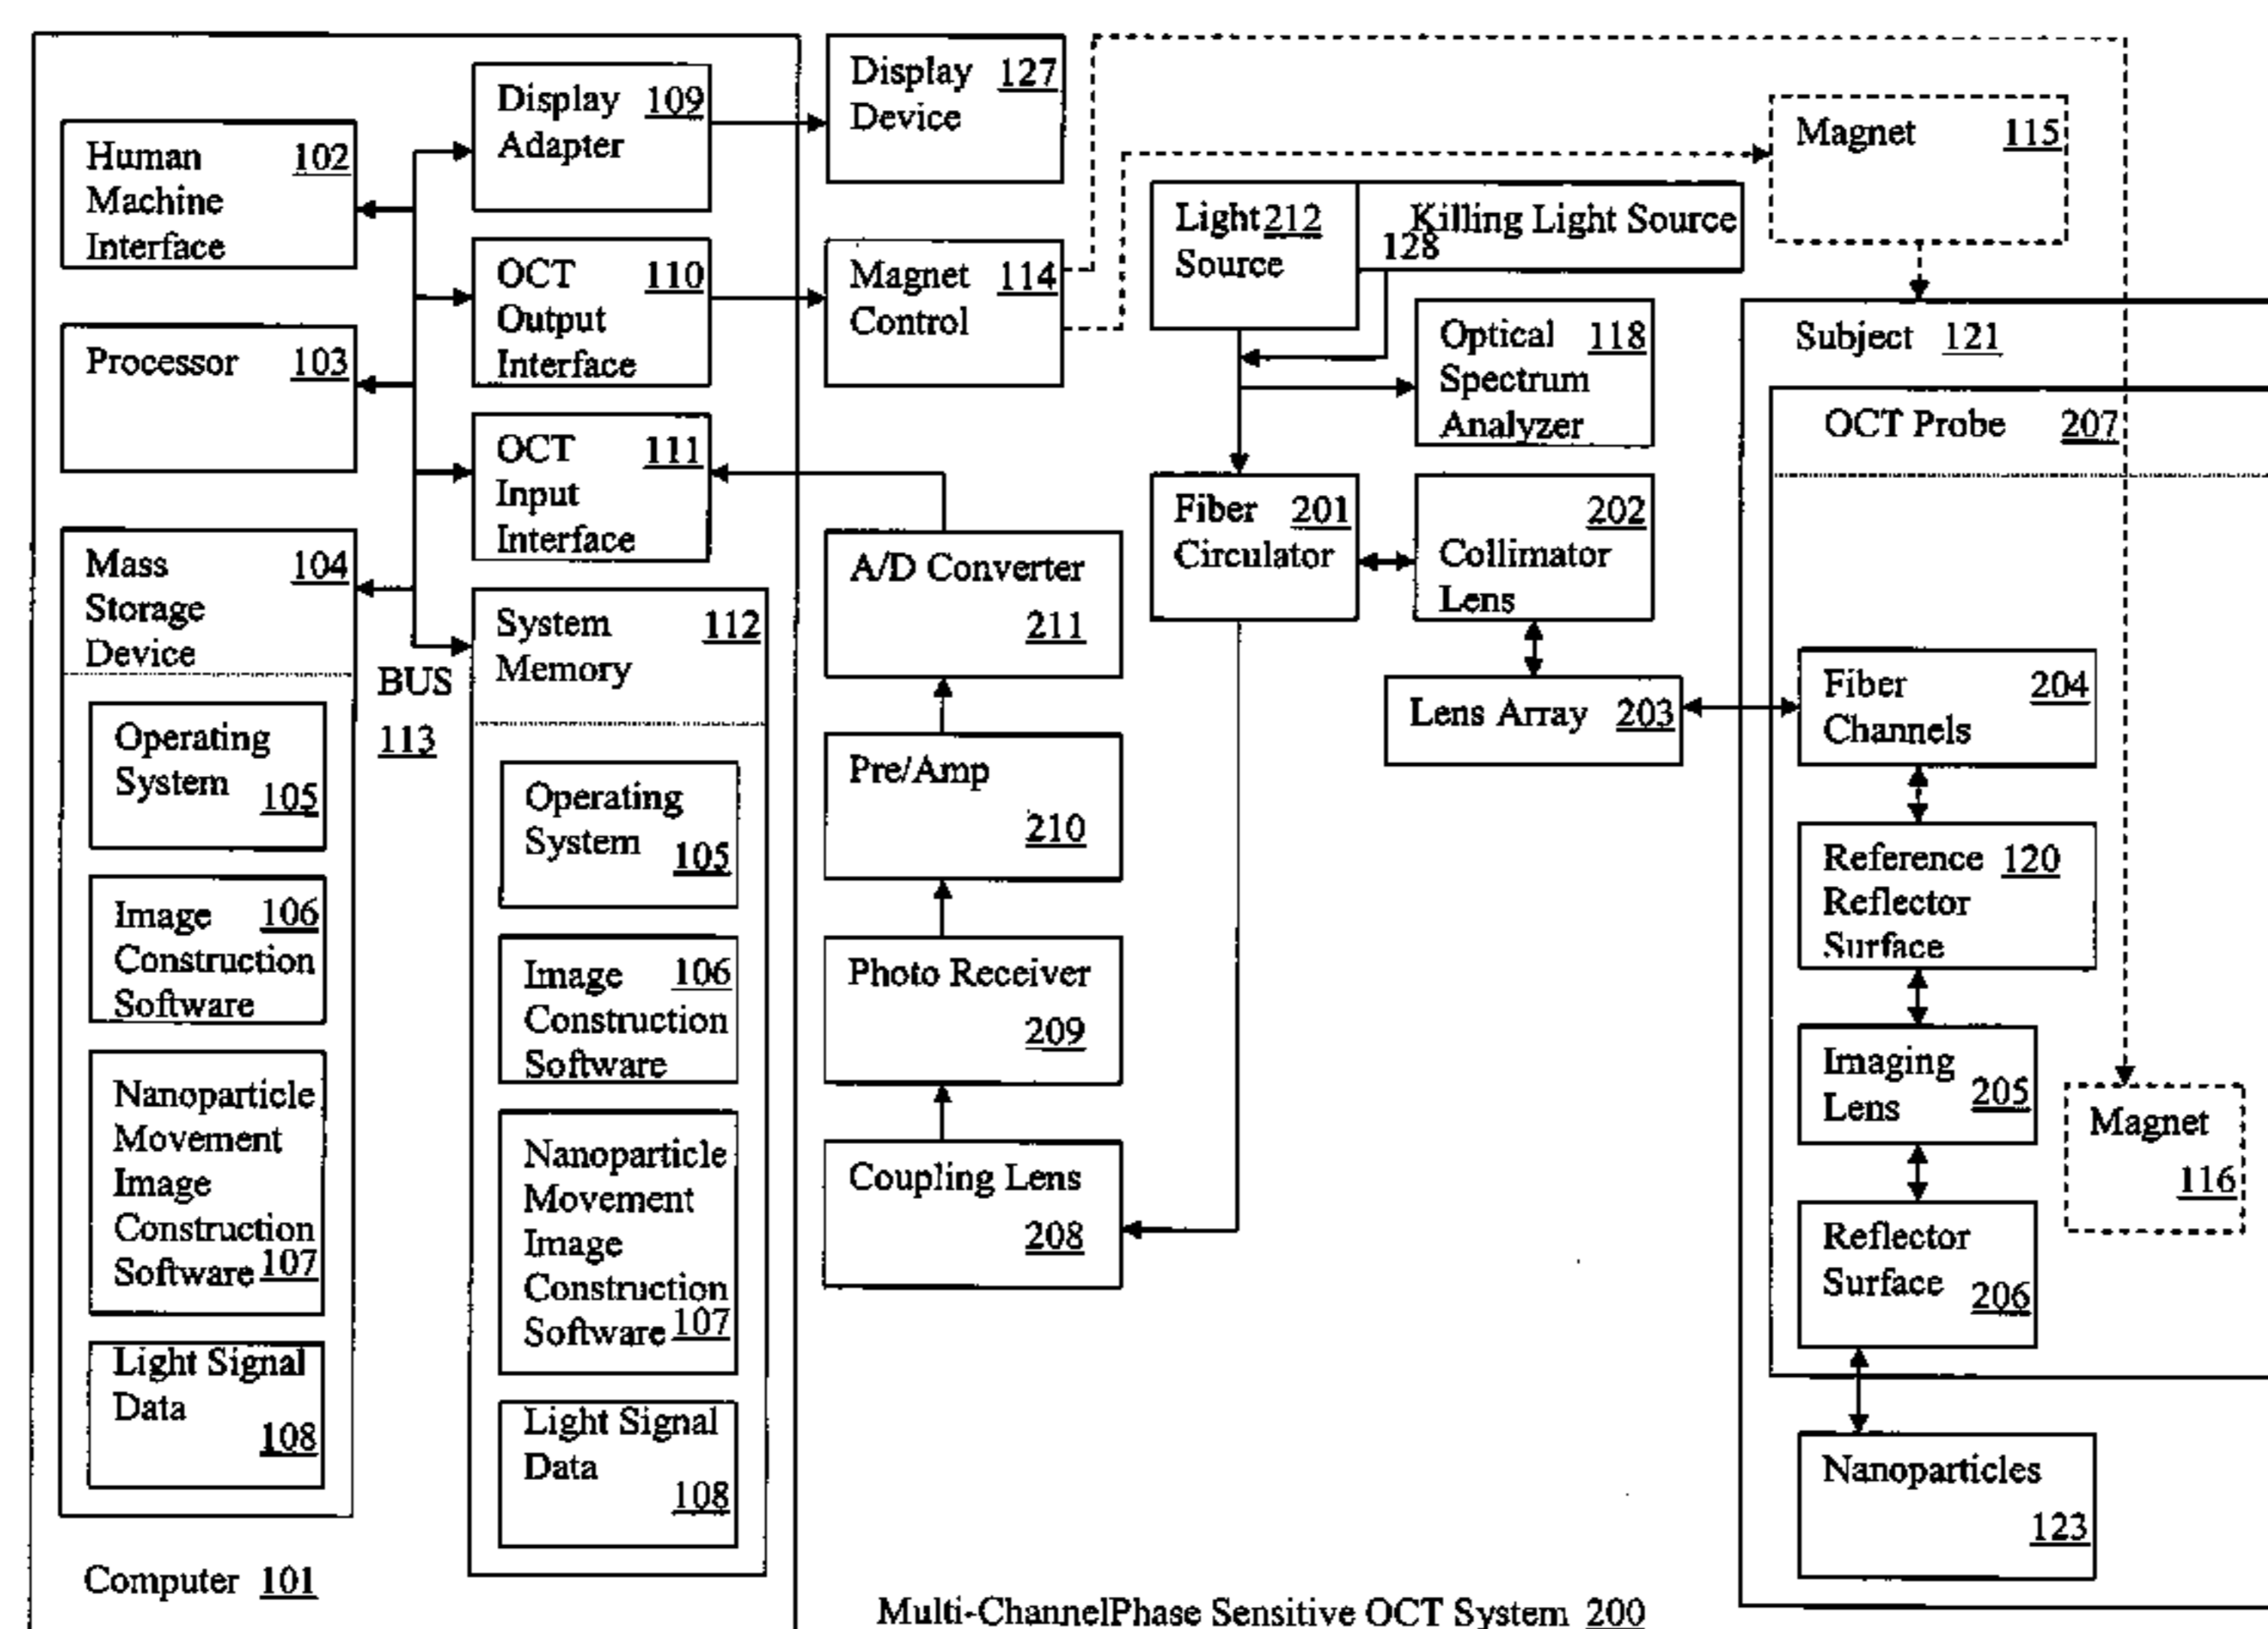 Human 102
Machine
Interface
Processor 103
Mass 104
Storage
Device
Operating
System 105
Image 106
Construction
Software
Nanoparticle
Movement
Image
Construction
Software 107
Light Signal
Data
108
Computer 101
BUS
113
Display 109
Adapter
OCT 110
Output
Interface
OCT 111
Input
Interface
System 112
Memory
Operating
System 105
Image 106
Construction
Software
Nanoparticle
Movement
Image
Construction
Software 107
Light Signal
Data
108
Display 127
Device
Magnet 114
Control
A/D Converter
211
Pre/Amp
210
Photo Receiver
209
Coupling Lens
208
Light 212
Source
Killing Light Source
128
Optical 118
Spectrum
Analyzer
Fiber 201
Circulator
202
Collimator
Lens
Lens Array 203
Magnet 115
Subject 121
OCT Probe 207
Fiber 204
Channels
Reference 120
Reflector
Surface
Imaging
Lens 205
Magnet
116
Reflector
Surface 206
Nanoparticles
123
Multi-ChannelPhase Sensitive OCT System 200